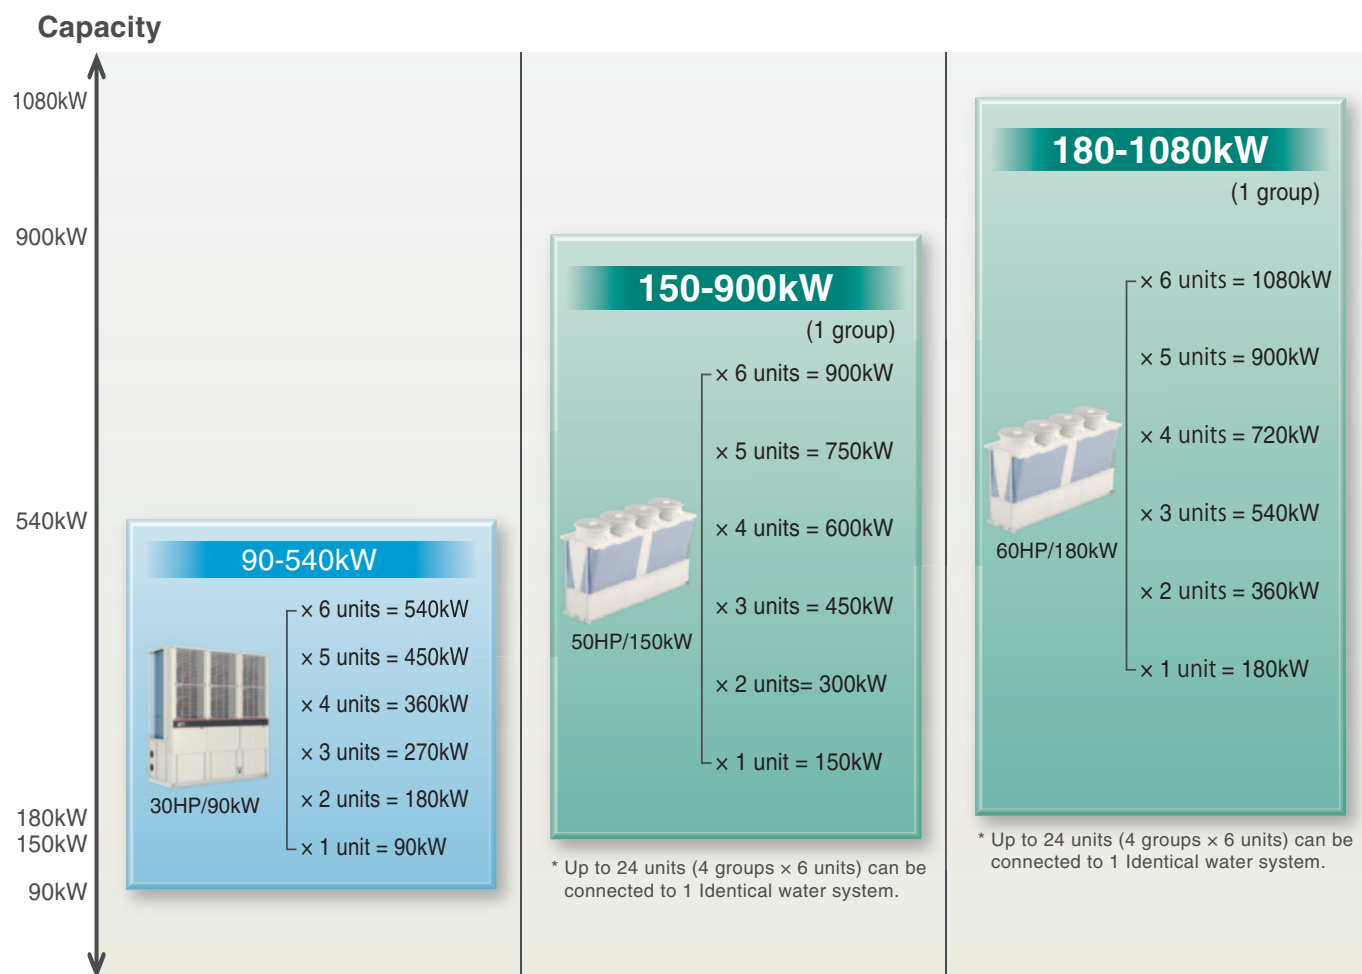 Capacity
1080kW
900kW
540kW
180kW
150kW
90kW
90-540kW
× 6 units = 540kW
× 5 units = 450kW
× 4 units = 360kW
× 3 units = 270kW
× 2 units = 180kW
× 1 unit = 90kW
30HP/90kW
150-900kW
(1 group)
× 6 units = 900kW
× 5 units = 750kW
× 4 units = 600kW
× 3 units = 450kW
× 2 units= 300kW
× 1 unit = 150kW
50HP/150kW
* Up to 24 units (4 groups × 6 units) can be
connected to 1 Identical water system.
180-1080kW
(1 group)
× 6 units = 1080kW
× 5 units = 900kW
× 4 units = 720kW
× 3 units = 540kW
× 2 units = 360kW
× 1 unit = 180kW
60HP/180kW
* Up to 24 units (4 groups × 6 units) can be
connected to 1 Identical water system.